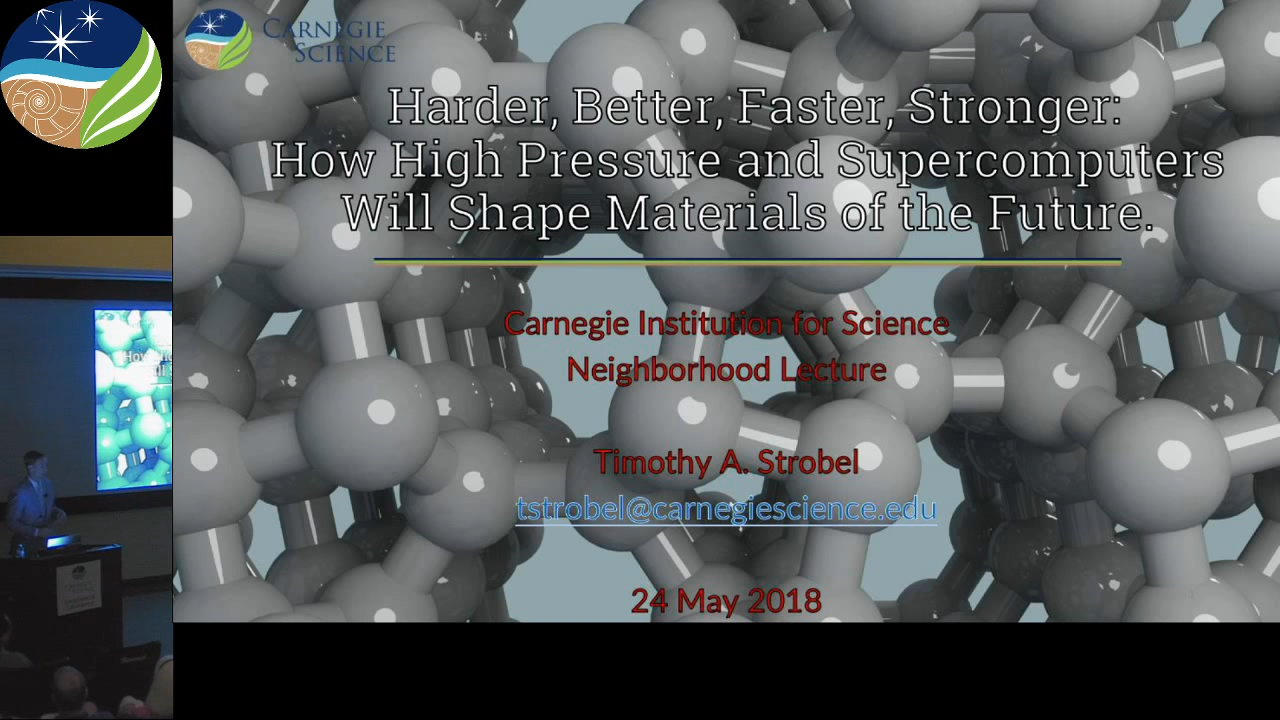 CARNEGIE
SCIENCE
Harder, Better, Faster, Stronger:
How High Pressure and Supercomputers
Will Shape Materials of the Future.
Carnegie Institution for Science
Neighborhood Lecture
Timothy A. Strobel
tstrobel@carnegiescience.edu
24 May 2018